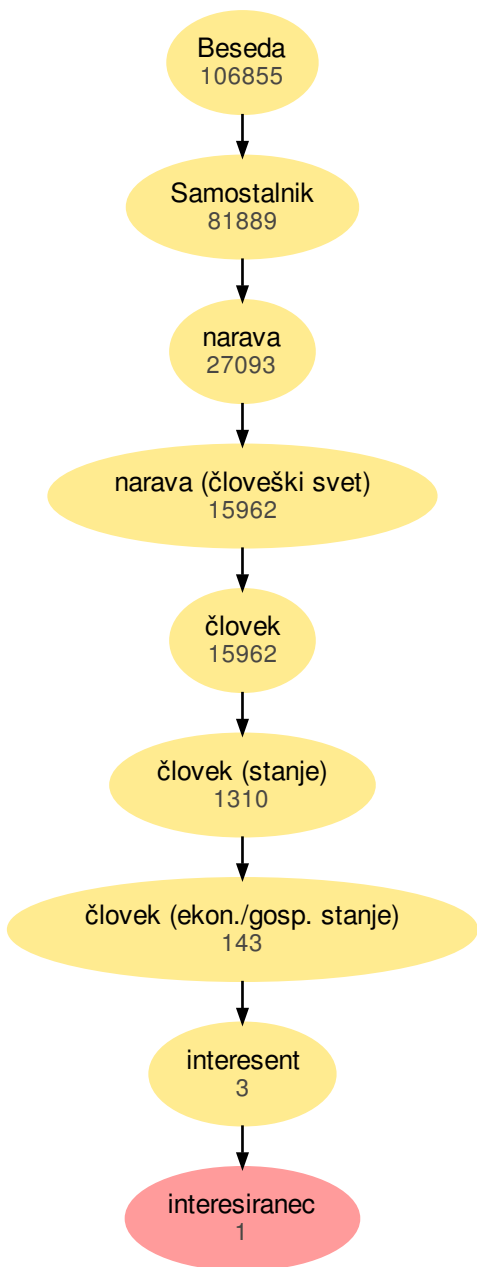 Beseda
106855
Samostalnik
81889
narava
27093
narava (človeški svet)
15962
človek
15962
človek (stanje)
1310
človek (ekon./gosp. stanje)
143
interesent
3
interesiranec
1